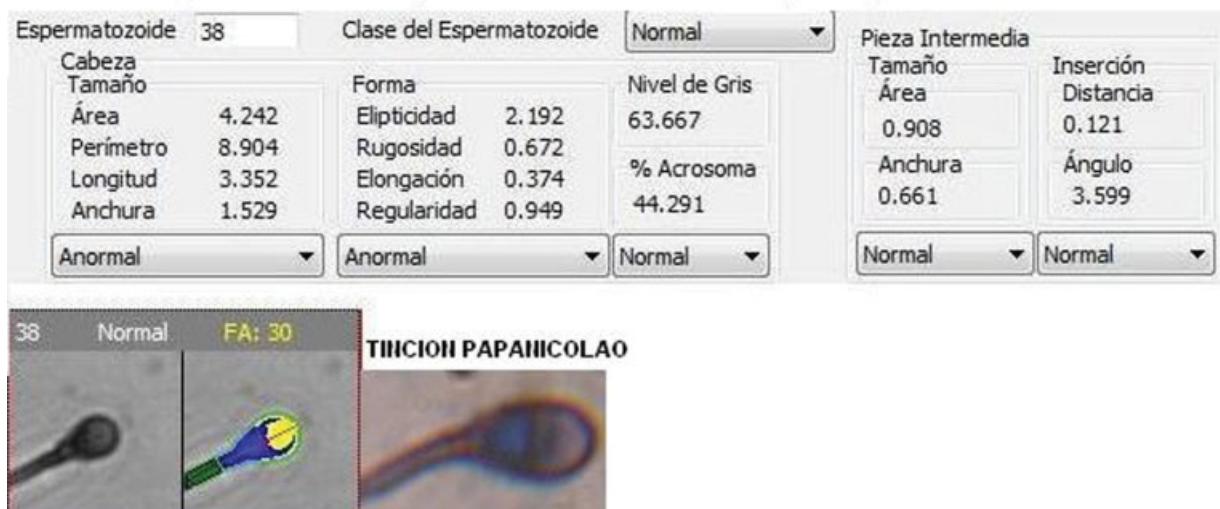 Espermatozoide 38 Clase del Espermatozoide Normal
Cabeza
Tamaño
Área 4.242
Perímetro 8.904
Longitud 3.352
Anchura 1.529
Anormal
Forma
Elipticidad 2.192
Rugosidad 0.672
Elongación 0.374
Regularidad 0.949
Anormal
Nivel de Gris
63.667
% Acrosoma
44.291
Normal
Pieza Intermedia
Tamaño
Área
0.908
Anchura
0.661
Normal
Inserción
Distancia
0.121
Ángulo
3.599
Normal
38 Normal FA: 30
TINCION PAPANICOLAO